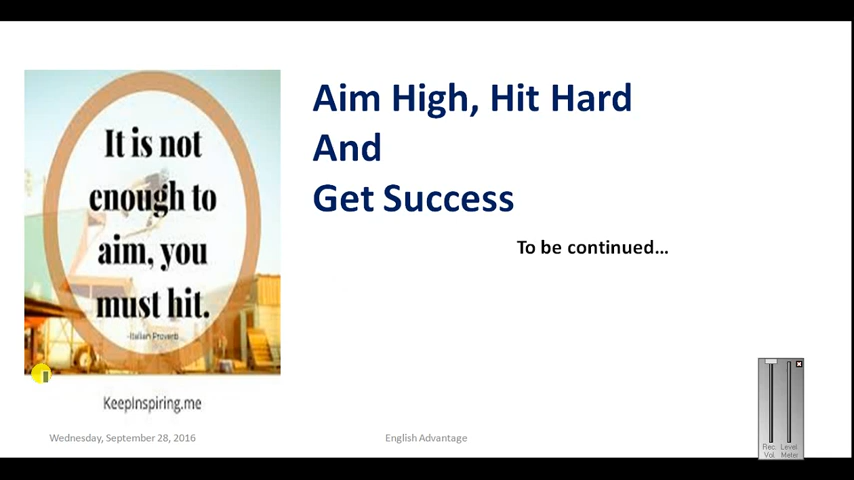 It is not
enough to
aim, you
must hit.
-Italian Proverb
KeepInspiring.me
Aim High, Hit Hard
And
Get Success
To be continued...
Wednesday, September 28, 2016
English Advantage
Rec. Level
Vol Meter